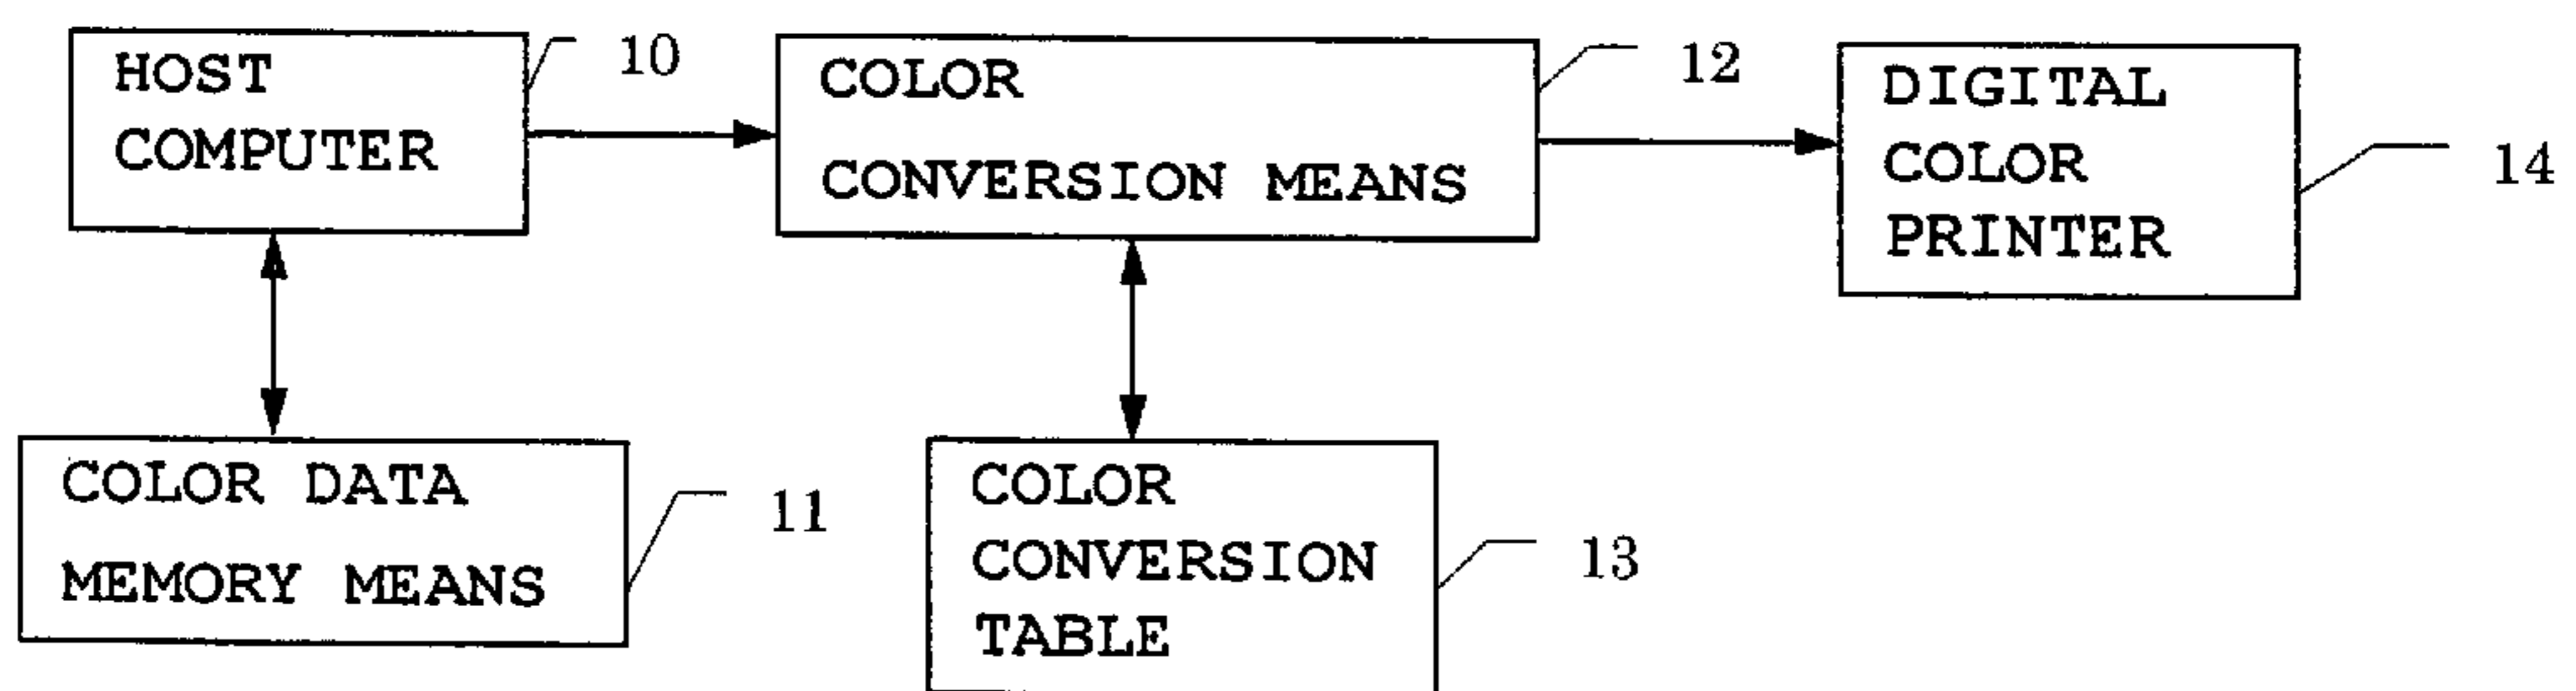 HOST
COMPUTER
10
COLOR
CONVERSION MEANS
12
DIGITAL
COLOR
PRINTER
14
COLOR DATA
MEMORY MEANS
11
COLOR
CONVERSION
TABLE
13